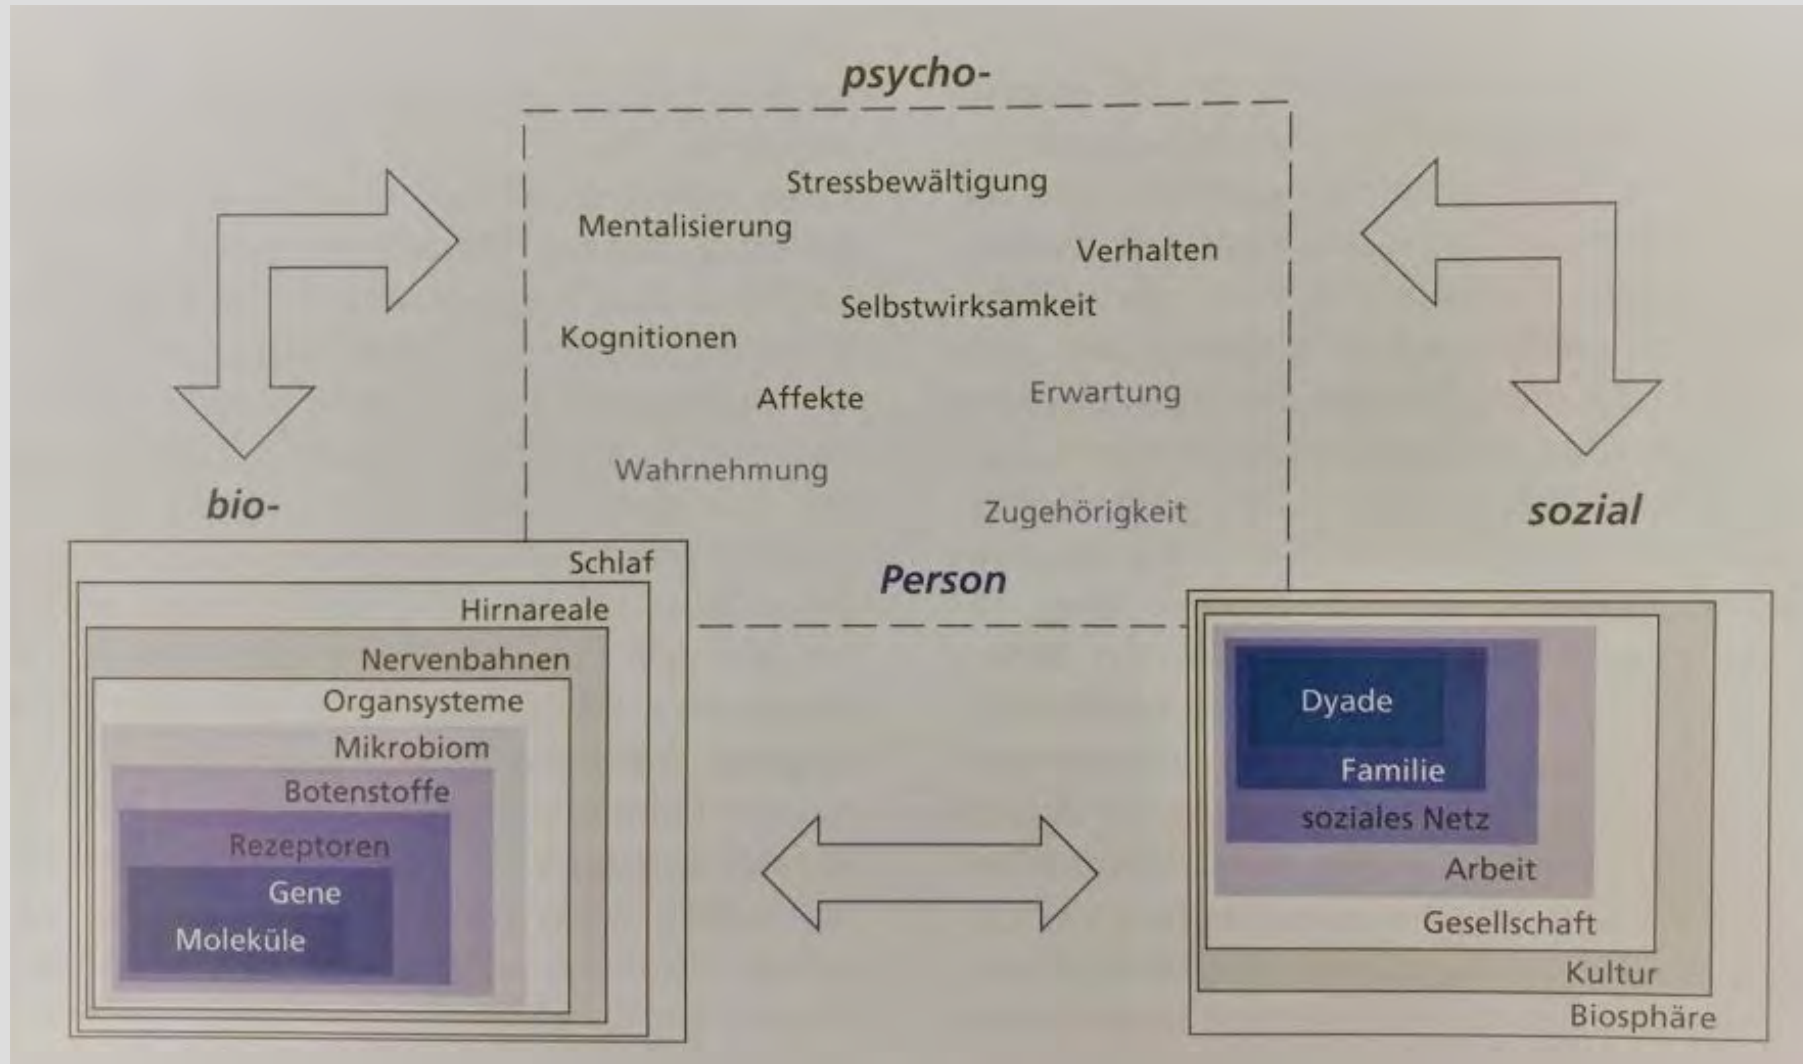 psycho-
Stressbewältigung
Mentalisierung
Verhalten
Selbstwirksamkeit
Kognitionen
Affekte
Erwartung
Wahrnehmung
Zugehörigkeit
Person
bio-
Schlaf
Hirnareale
Nervenbahnen
Organsysteme
Mikrobiom
Botenstoffe
Rezeptoren
Gene
Moleküle
sozial
Dyade
Familie
soziales Netz
Arbeit
Gesellschaft
Kultur
Biosphäre